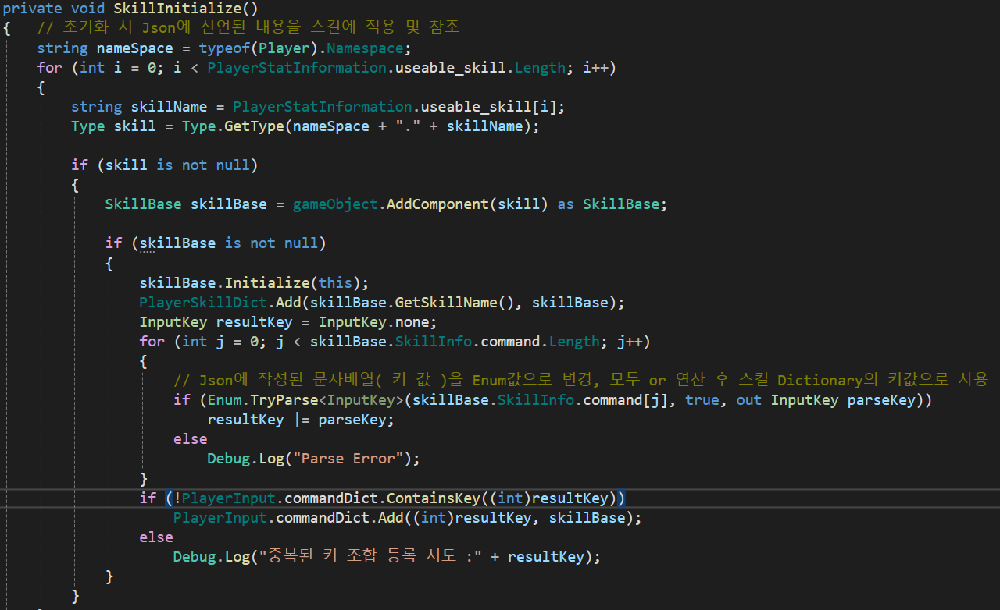 private void SkillInitialize()
{   // 초기화 시 Json에 선언된 내용을 스킬에 적용 및 참조
    string nameSpace = typeof(Player).Namespace;
    for (int i = 0; i < PlayerStatInformation.useable_skill.Length; i++)
    {
        string skillName = PlayerStatInformation.useable_skill[i];
        Type skill = Type.GetType(nameSpace + "." + skillName);
        if (skill is not null)
        {
            SkillBase skillBase = gameObject.AddComponent(skill) as SkillBase;
            if (skillBase is not null)
            {
                skillBase.Initialize(this);
                PlayerSkillDict.Add(skillBase.GetSkillName(), skillBase);
                InputKey resultKey = InputKey.none;
                for (int j = 0; j < skillBase.SkillInfo.command.Length; j++)
                {
                    // Json에 작성된 문자배열( 키 값 )을 Enum값으로 변경, 모두 or 연산 후 스킬 Dictionary의 키값으로 사용
                    if (Enum.TryParse<InputKey>(skillBase.SkillInfo.command[j], true, out InputKey parseKey))
                        resultKey |= parseKey;
                    else
                        Debug.Log("Parse Error");
                }
                if (!PlayerInput.commandDict.ContainsKey((int)resultKey))
                    PlayerInput.commandDict.Add((int)resultKey, skillBase);
                else
                    Debug.Log("중복된 키 조합 등록 시도 :" + resultKey);
            }
        }